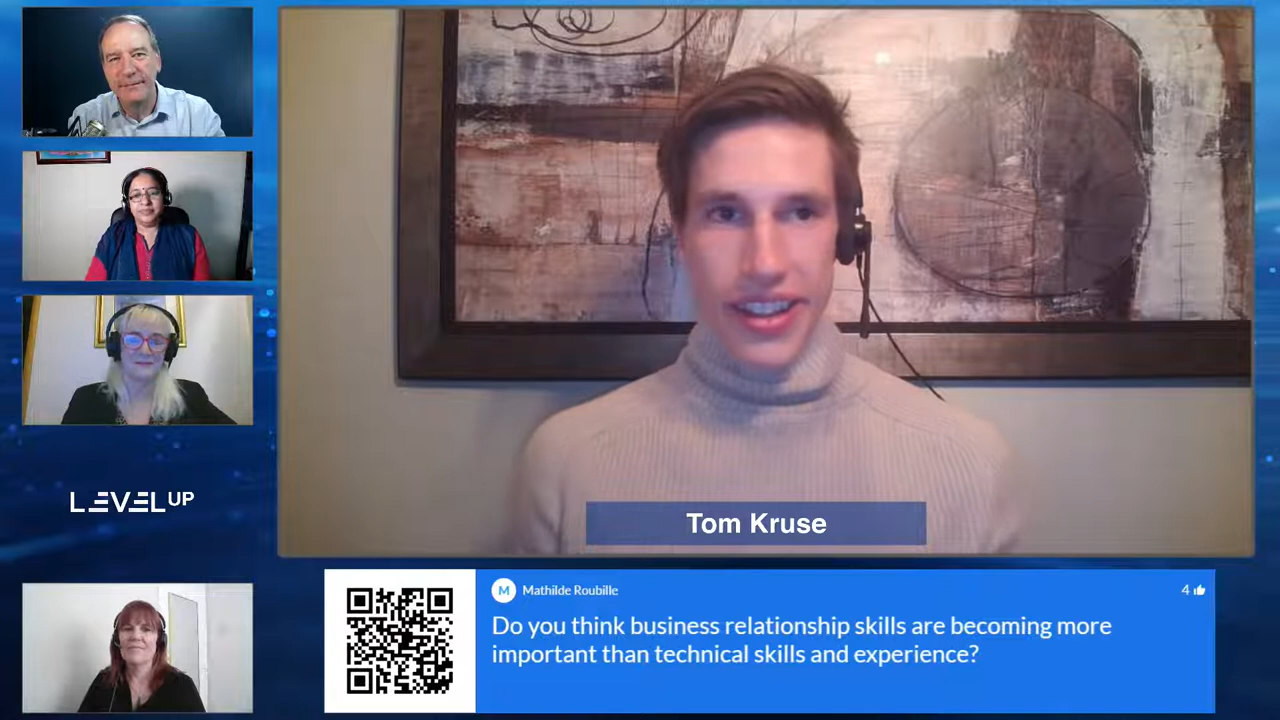 LEVEL UP
Tom Kruse
M Mathilde Roubille
4
Do you think business relationship skills are becoming more
important than technical skills and experience?